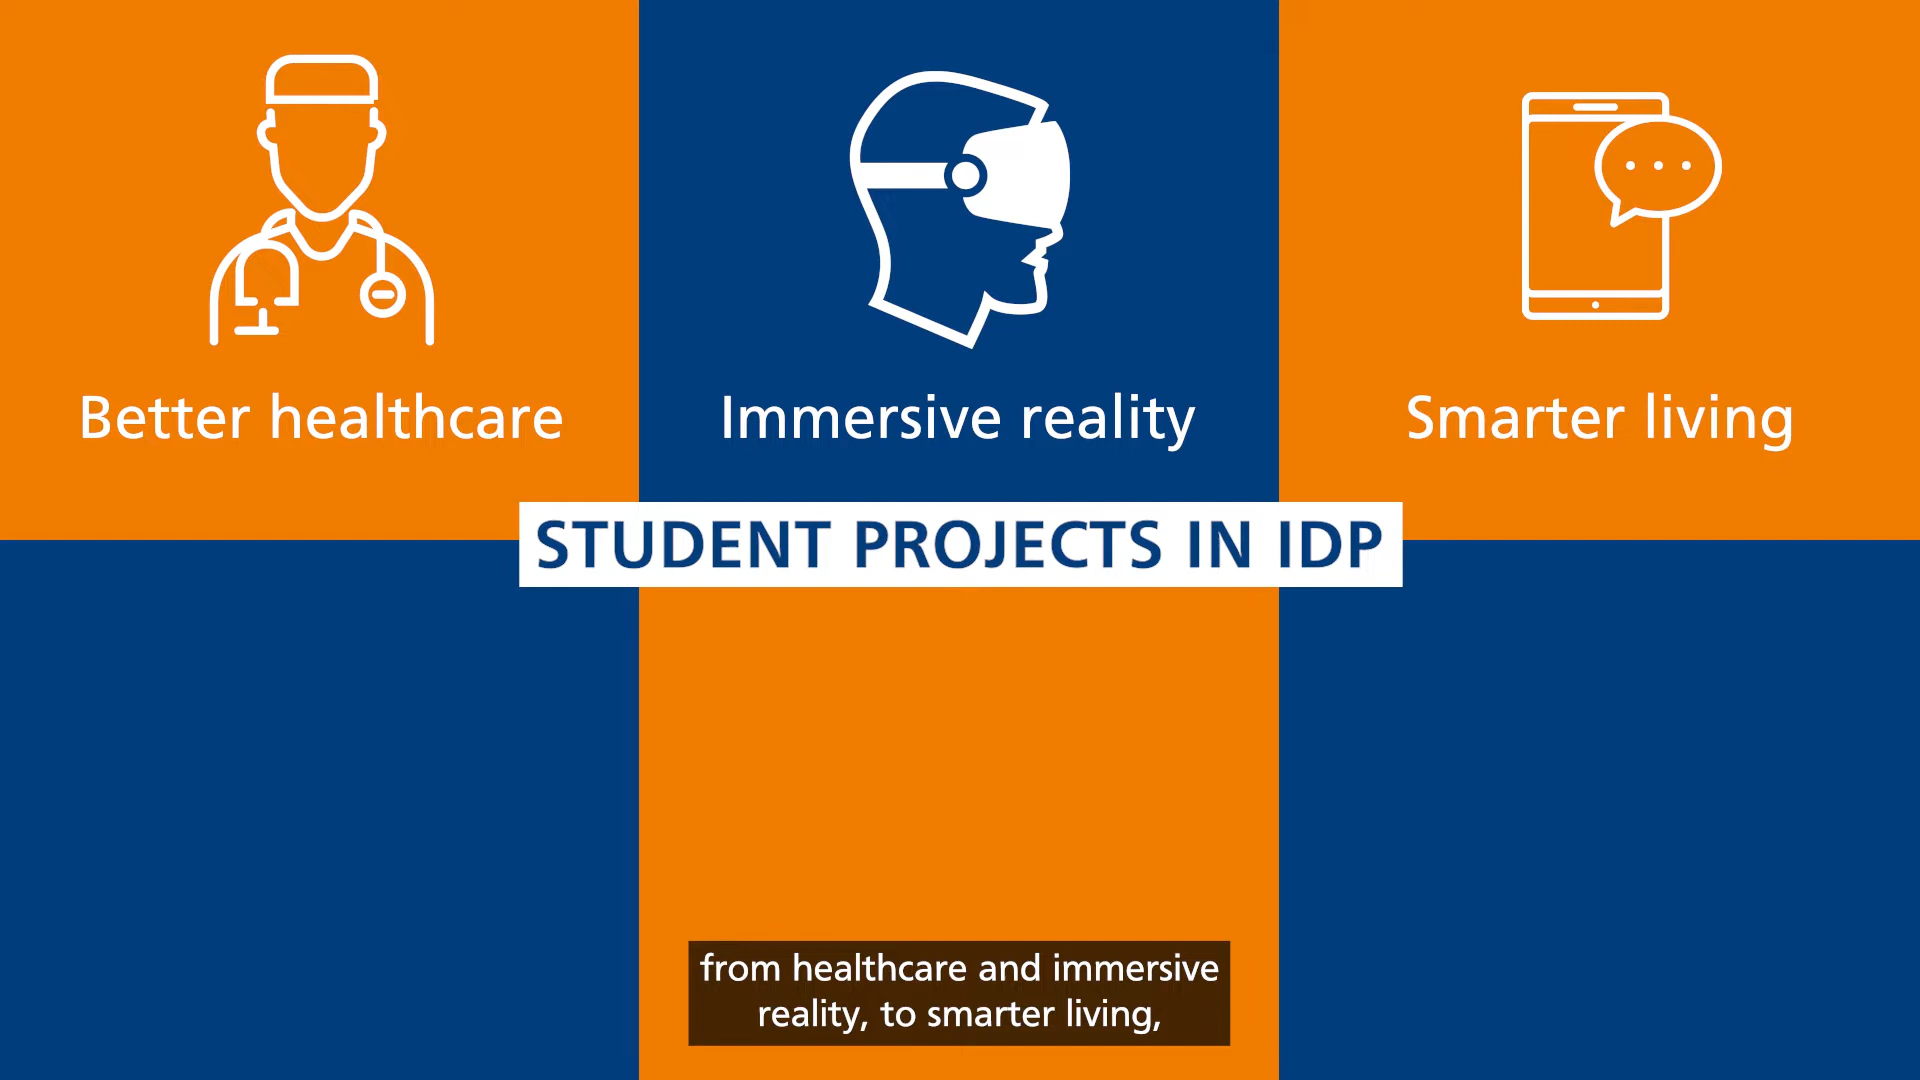 Better healthcare
Immersive reality
Smarter living
STUDENT PROJECTS IN IDP
from healthcare and immersive
reality, to smarter living,